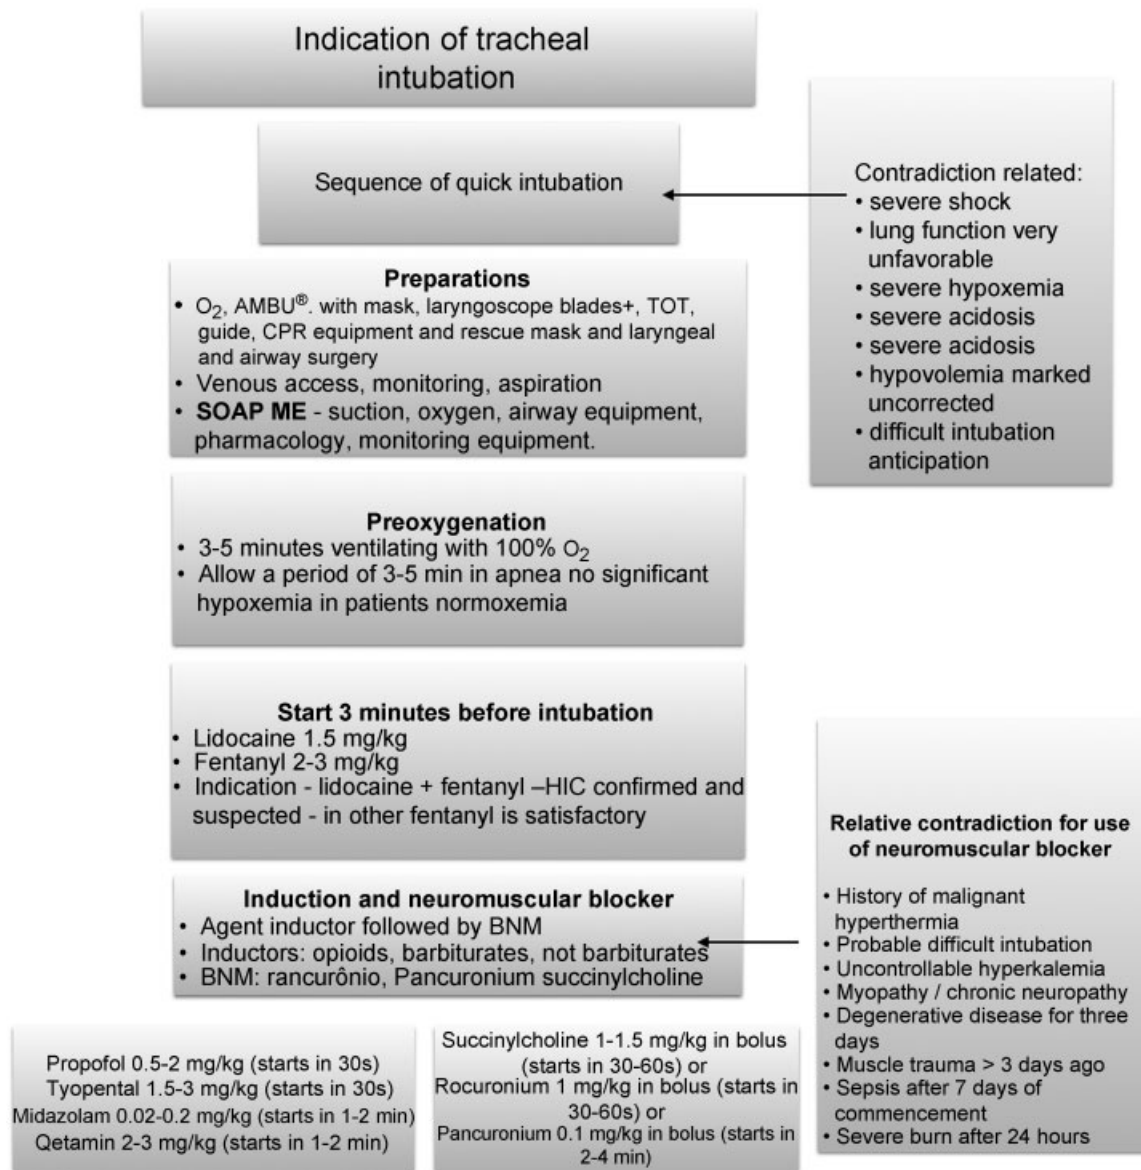 Indication of tracheal
intubation
Sequence of quick intubation
Contradiction related:
• severe shock
• lung function very
unfavorable
• severe hypoxemia
• severe acidosis
• severe acidosis
• hypovolemia marked
uncorrected
• difficult intubation
anticipation
Preparations
• O₂, AMBU®. with mask, laryngoscope blades+, TOT,
guide, CPR equipment and rescue mask and laryngeal
and airway surgery
• Venous access, monitoring, aspiration
• SOAP ME - suction, oxygen, airway equipment,
pharmacology, monitoring equipment.
Preoxygenation
• 3-5 minutes ventilating with 100% O₂
• Allow a period of 3-5 min in apnea no significant
hypoxemia in patients normoxemia
Start 3 minutes before intubation
• Lidocaine 1.5 mg/kg
• Fentanyl 2-3 mg/kg
• Indication - lidocaine + fentanyl –HIC confirmed and
suspected - in other fentanyl is satisfactory
Induction and neuromuscular blocker
• Agent inductor followed by BNM
• Inductors: opioids, barbiturates, not barbiturates
• BNM: rancurônio, Pancuronium succinylcholine
Relative contradiction for use
of neuromuscular blocker
• History of malignant
hyperthermia
• Probable difficult intubation
• Uncontrollable hyperkalemia
• Myopathy / chronic neuropathy
• Degenerative disease for three
days
• Muscle trauma > 3 days ago
• Sepsis after 7 days of
commencement
• Severe burn after 24 hours
Propofol 0.5-2 mg/kg (starts in 30s)
Tyopental 1.5-3 mg/kg (starts in 30s)
Midazolam 0.02-0.2 mg/kg (starts in 1-2 min)
Qetamin 2-3 mg/kg (starts in 1-2 min)
Succinylcholine 1-1.5 mg/kg in bolus
(starts in 30-60s) or
Rocuronium 1 mg/kg in bolus (starts in
30-60s) or
Pancuronium 0.1 mg/kg in bolus (starts in
2-4 min)